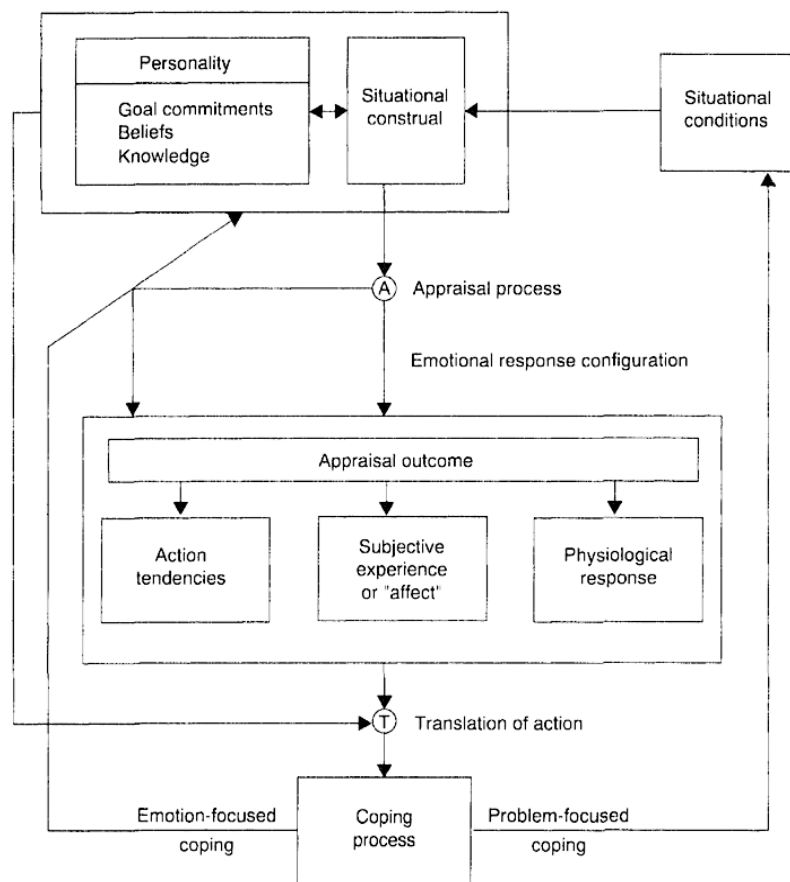 Personality
Goal commitments
Beliefs
Knowledge
Situational
construal
Situational
conditions
A
Appraisal process
Emotional response configuration
Appraisal outcome
Action
tendencies
Subjective
experience
or "affect"
Physiological
response
T
Translation of action
Emotion-focused
coping
Coping
process
Problem-focused
coping